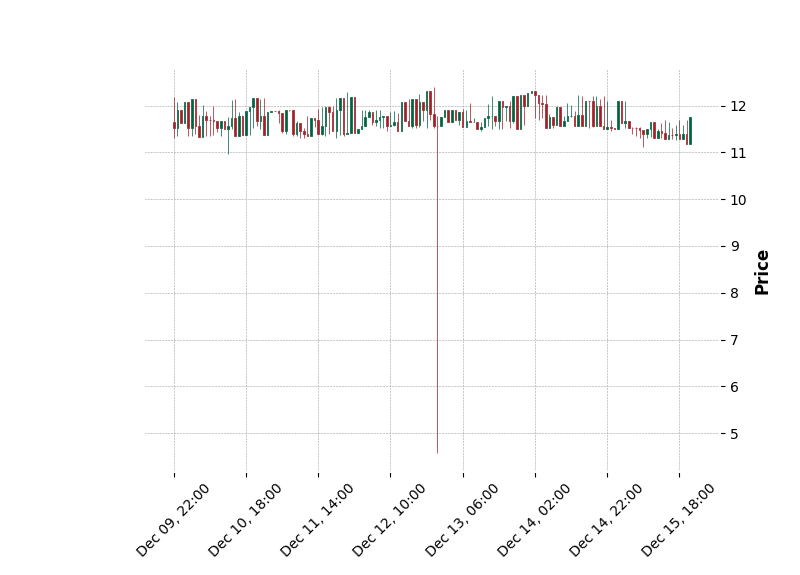 12
11
10
9
8
7
6
5
Price
Dec 09, 22:00
Dec 10, 18:00
Dec 11, 14:00
Dec 12, 10:00
Dec 13, 06:00
Dec 14, 02:00
Dec 14, 22:00
Dec 15, 18:00